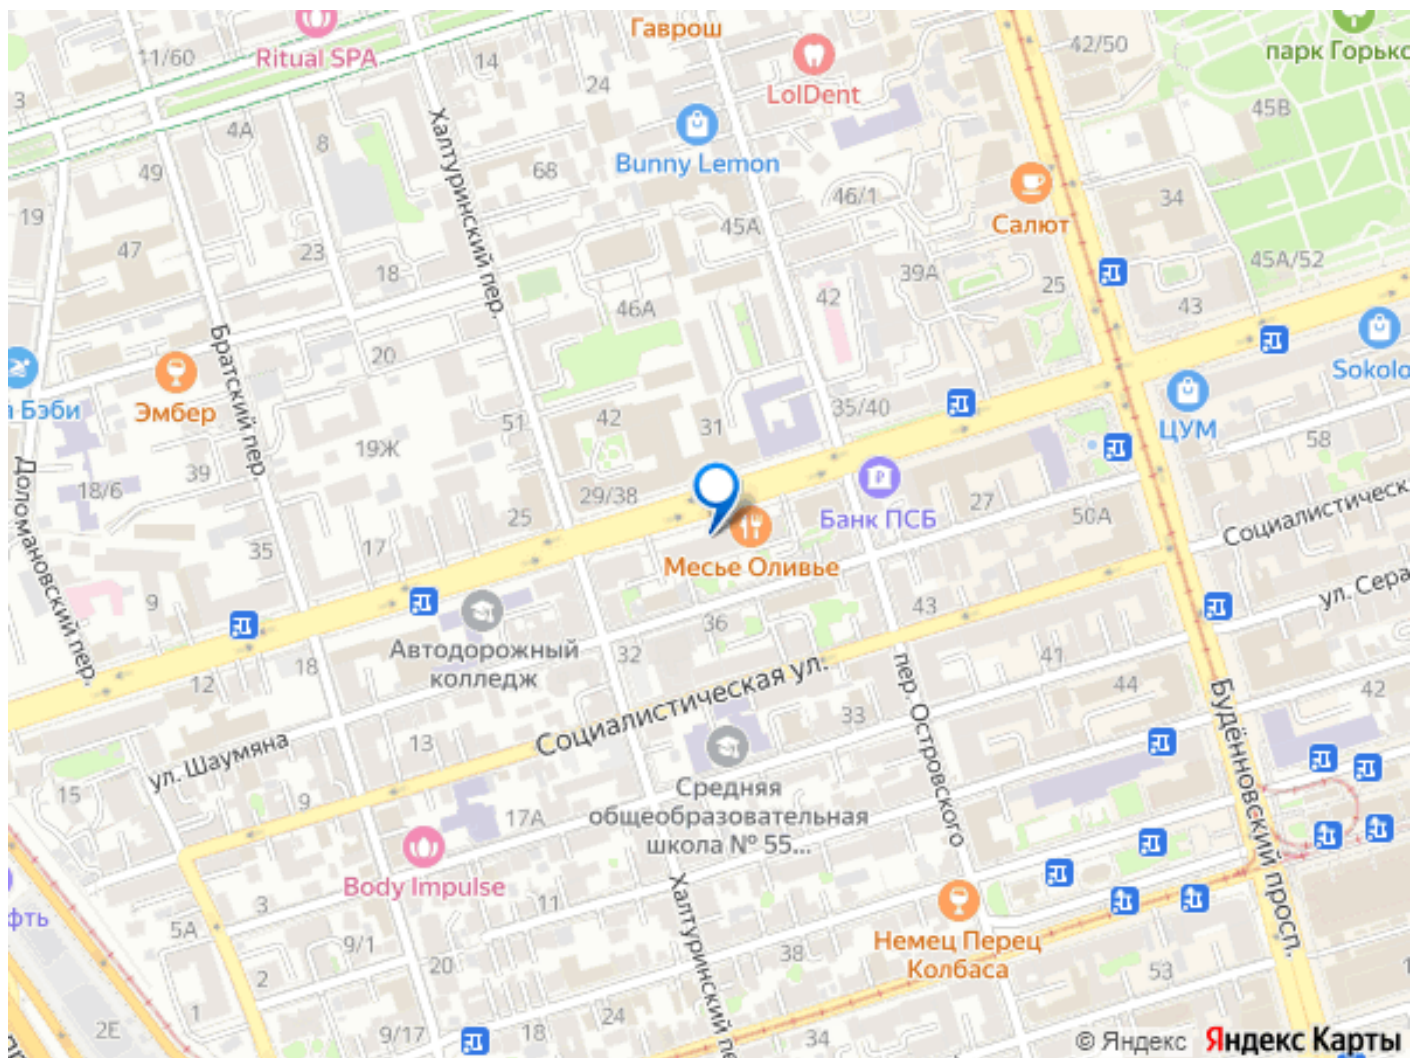 Гаврош
Ritual SPA
11/60
14
42/50
парк Горько
3
24
LolDent
45В
4А
8
Халтуринский пер.
Bunny Lemon
49
68
46/1
34
19
Салют
45А
47
23
18
39А
45А/52
25
42
43
46А
Братский пер.
20
Sokolo
а Бэби
Эмбер
51
42
31
35/40
ЦУМ
19Ж
58
39
18/6
29/38
27
Банк ПСБ
50А
25
Социалистическ
Доломановский пер.
17
35
Месье Оливье
ул. Сера
9
43
36
Автодорожный
колледж
32
18
12
41
пер. Островского
44
42
Социалистическая ул.
Будённовский просп.
33
13
ул. Шаумяна
15
9
Средняя
общеобразовательная
школа № 55...
17А
Body Impulse
Халтуринский пе
3
11
фть
5А
9/1
38
Немец Перец
Колбаса
20
2
53
1
24
1
2Е
9/17
18
34
© Яндекс Яндекс Карты